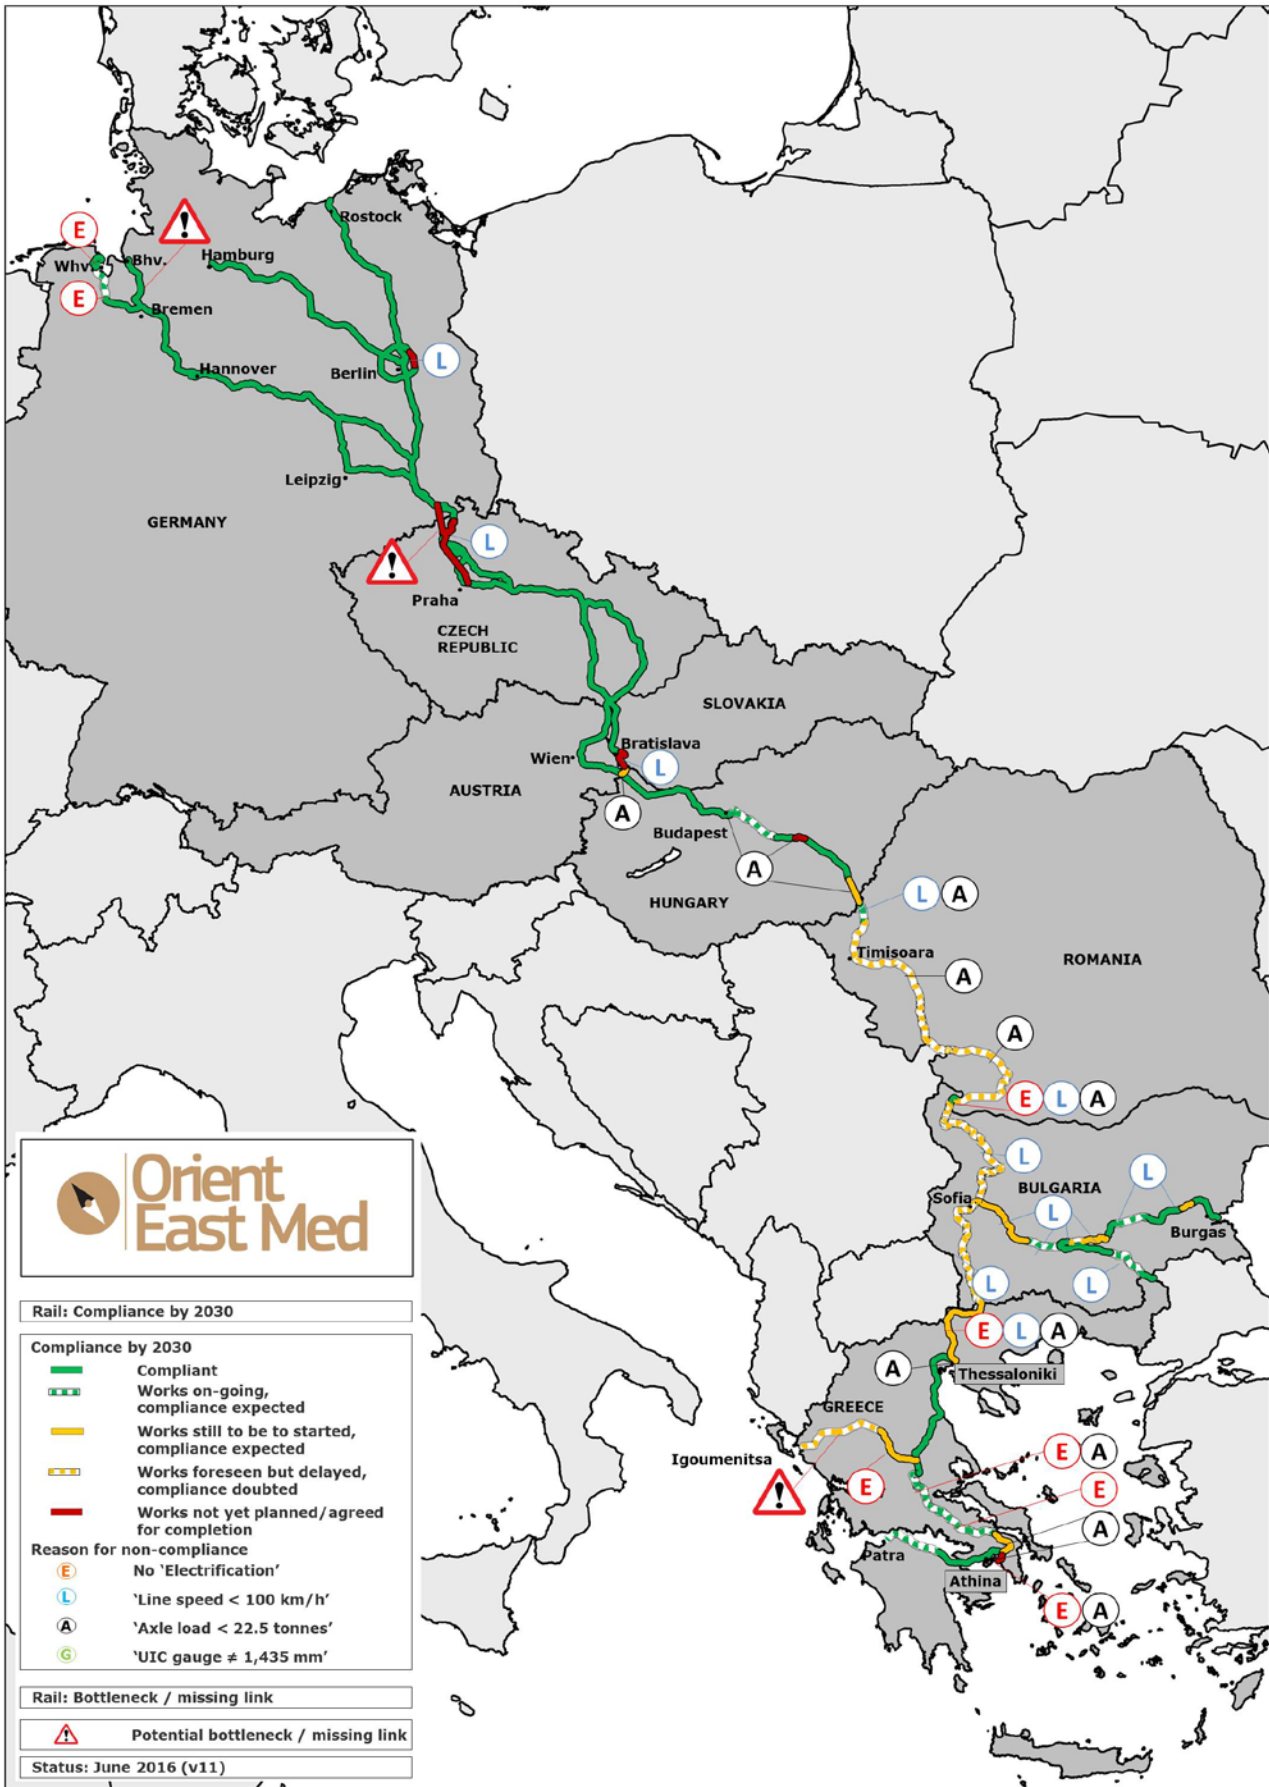 Rostock
E
!
Whv.
Bhv.
Hamburg
E
Bremen
L
Berlin
Hannover
Leipzig
GERMANY
L
!
Praha
CZECH
REPUBLIC
SLOVAKIA
Bratislava
Wien
L
AUSTRIA
A
Budapest
A
L A
HUNGARY
Timisoara
ROMANIA
A
A
E L A
L
L
BULGARIA
Sofia
L
Burgas
L
L
E L A
A
Thessaloniki
GREECE
Igoumenitsa
E A
E
!
E
A
Patra
Athina
E A
Orient
East Med
Rail: Compliance by 2030
Compliance by 2030
Compliant
Works on-going,
compliance expected
Works still to be to started,
compliance expected
Works foreseen but delayed,
compliance doubted
Works not yet planned/agreed
for completion
Reason for non-compliance
E No ‘Electrification’
L ‘Line speed < 100 km/h’
A ‘Axle load < 22.5 tonnes’
G ‘UIC gauge ≠ 1,435 mm’
Rail: Bottleneck / missing link
! Potential bottleneck / missing link
Status: June 2016 (v11)